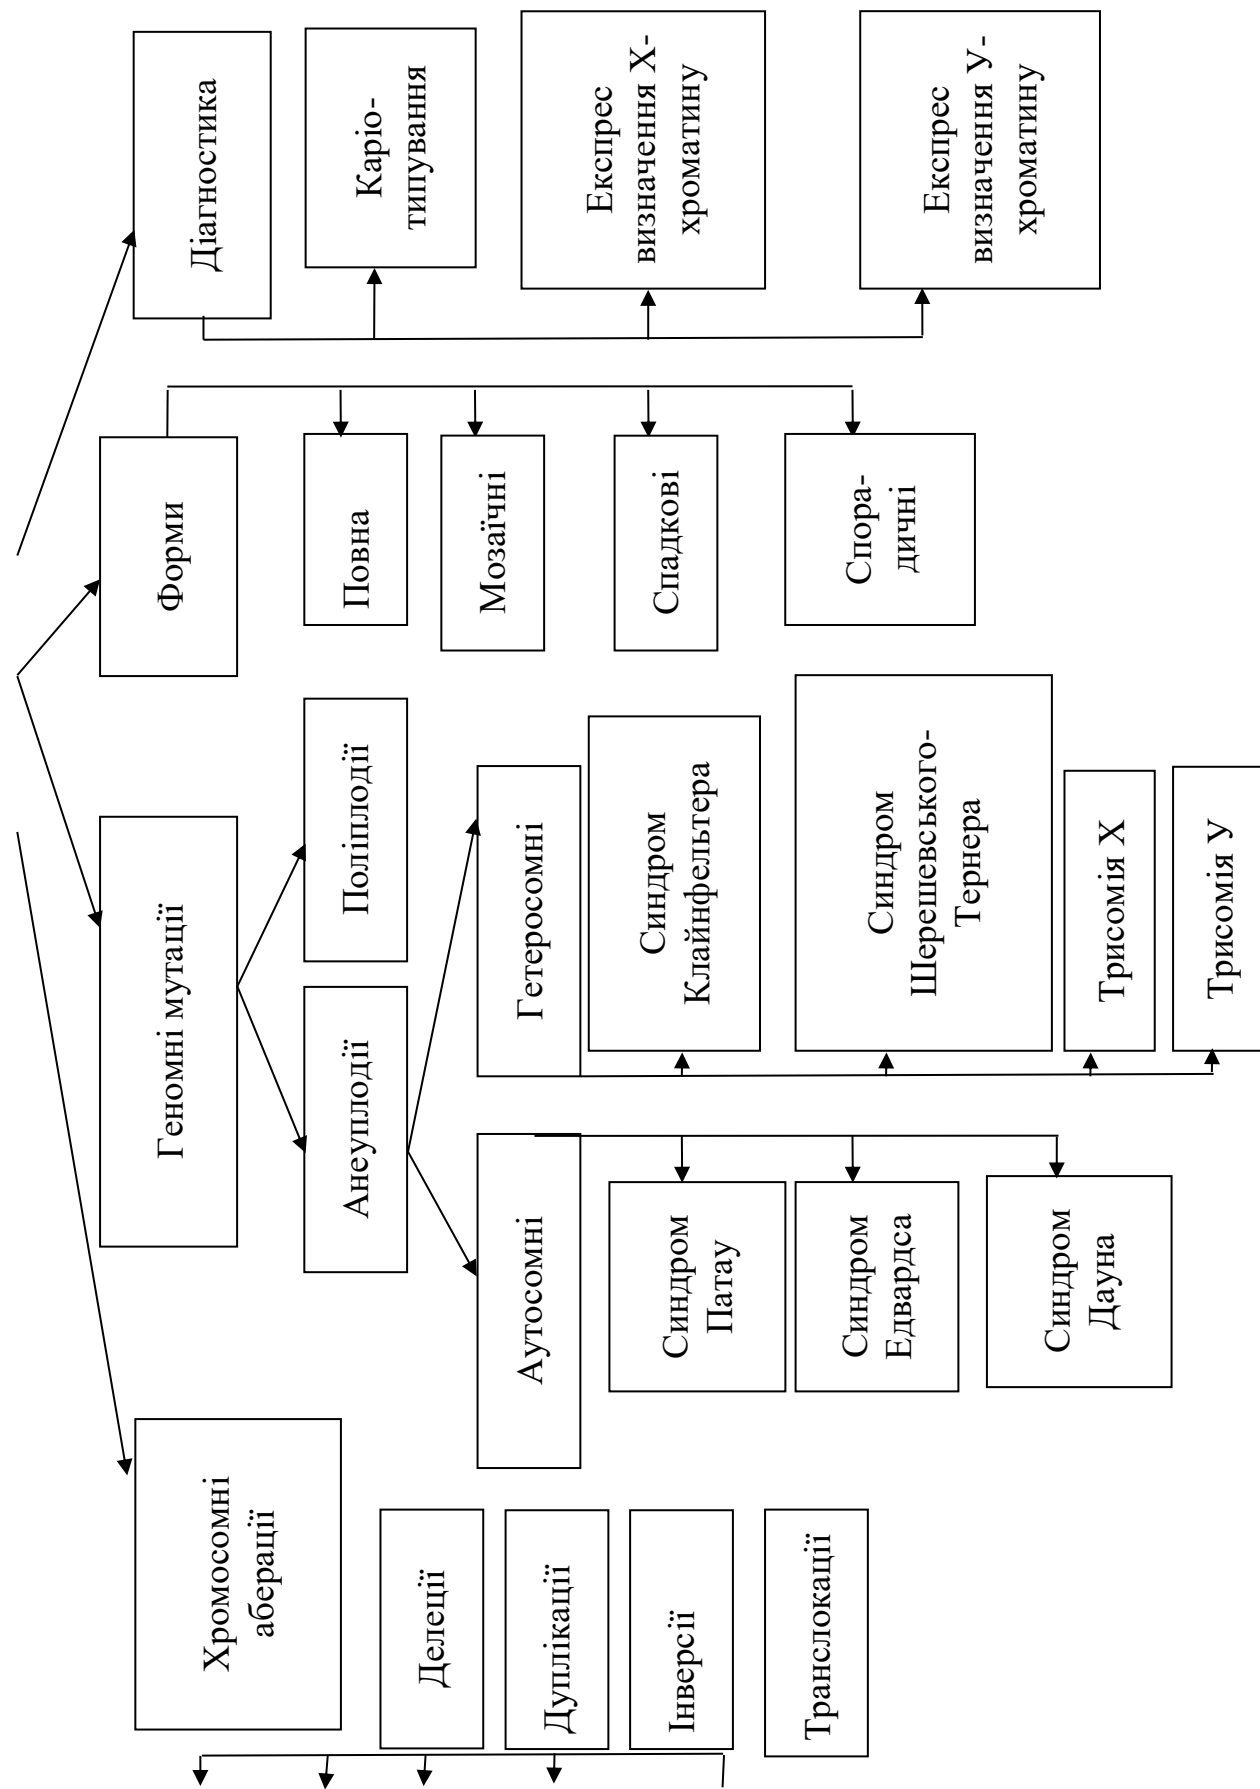 Хромосомні
аберації
Делеції
Дуплікації
Інверсії
Транслокації
Геномні мутації
Анеуплодії
Поліплодії
Аутосомні
Синдром
Патау
Синдром
Едвардса
Синдром
Дауна
Гетеросомні
Синдром
Клайнфельтера
Синдром
Шерешевського-
Тернера
Трисомія Х
Трисомія У
Форми
Повна
Мозаїчні
Спадкові
Спора-
дичні
Діагностика
Каріо-
типування
Експрес
визначення Х-
хроматину
Експрес
визначення У-
хроматину